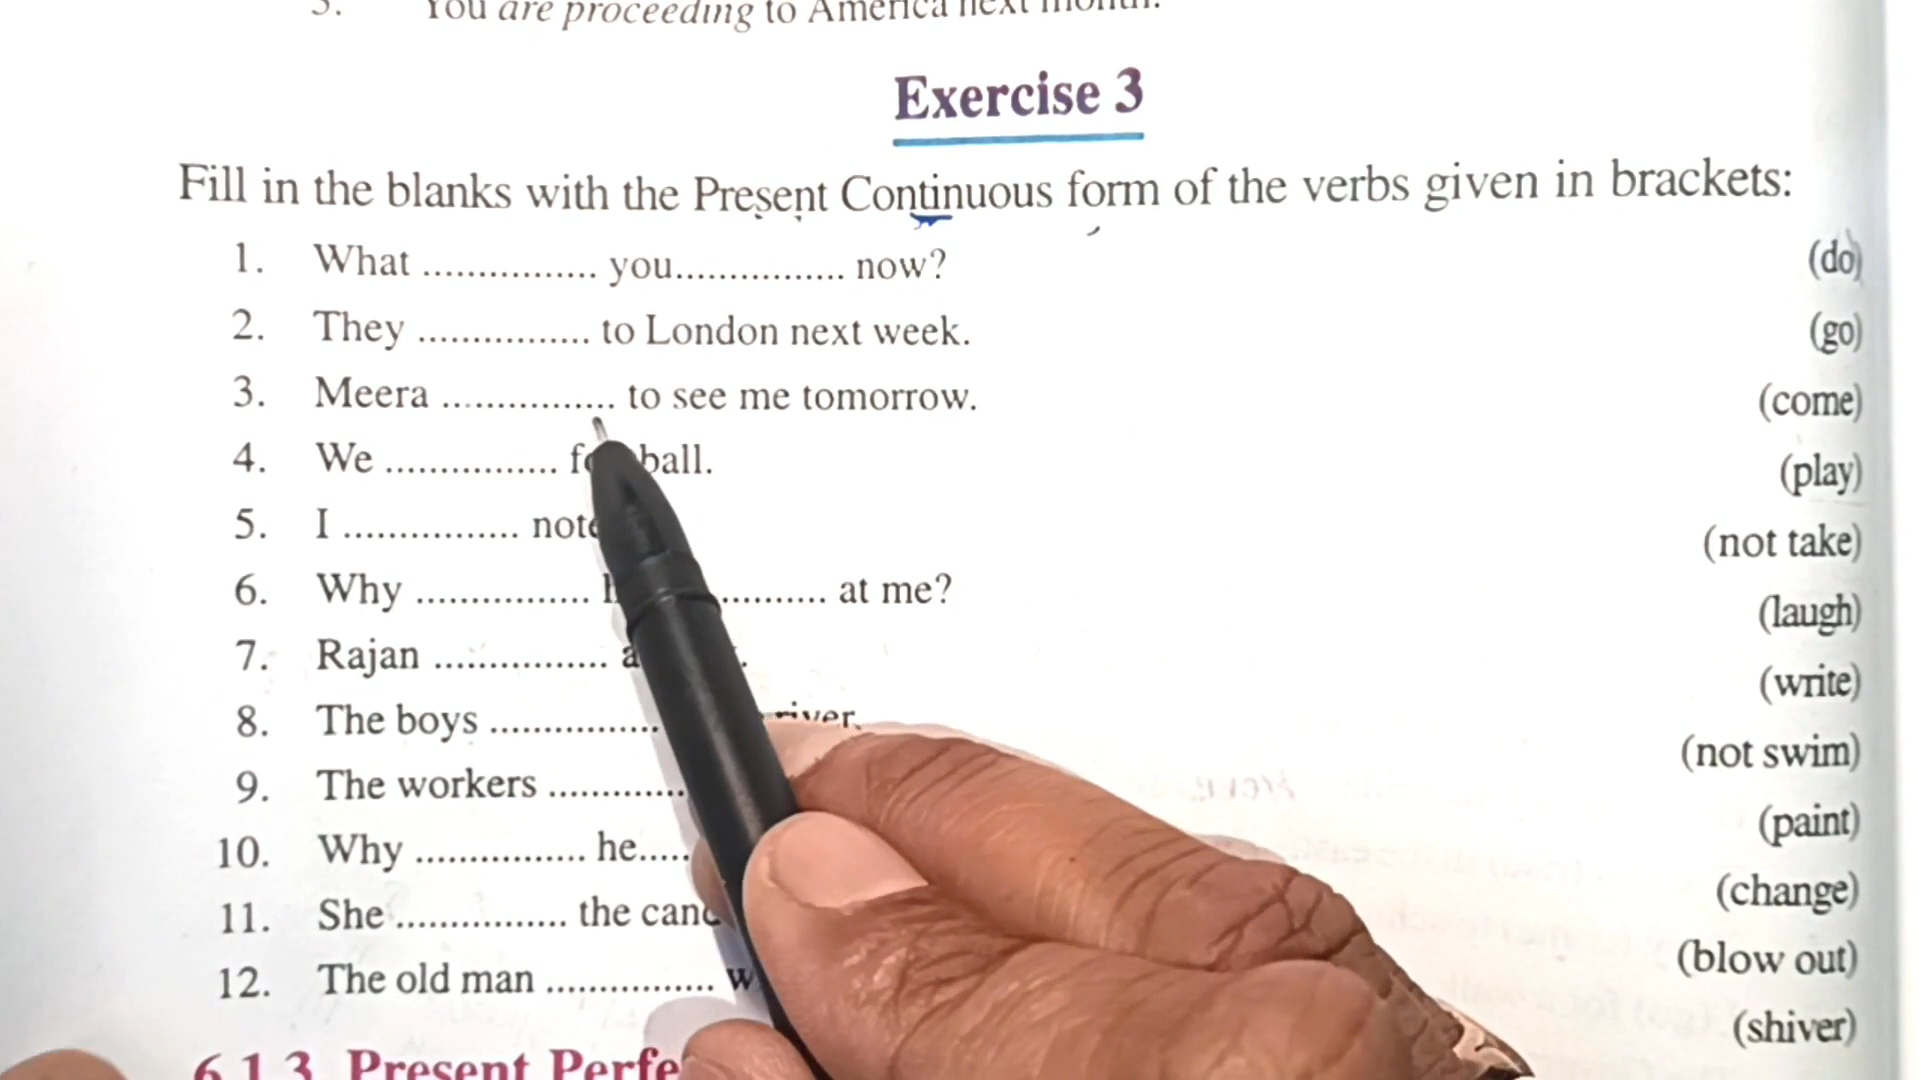 You are proceeding to America next month.
Exercise 3
Fill in the blanks with the Present Continuous form of the verbs given in brackets:
1. What ................ you................ now? (do)
2. They ................ to London next week. (go)
3. Meera ................ to see me tomorrow. (come)
4. We ................ ball. (play)
5. I ................ (not take)
6. Why ................ .......... at me? (laugh)
7. Rajan ................ (write)
8. The boys ................ river. (not swim)
9. The workers ............. (paint)
10. Why ................ he..... (change)
11. She ................ the (blow out)
12. The old man ................ (shiver)
6.1.3 Present